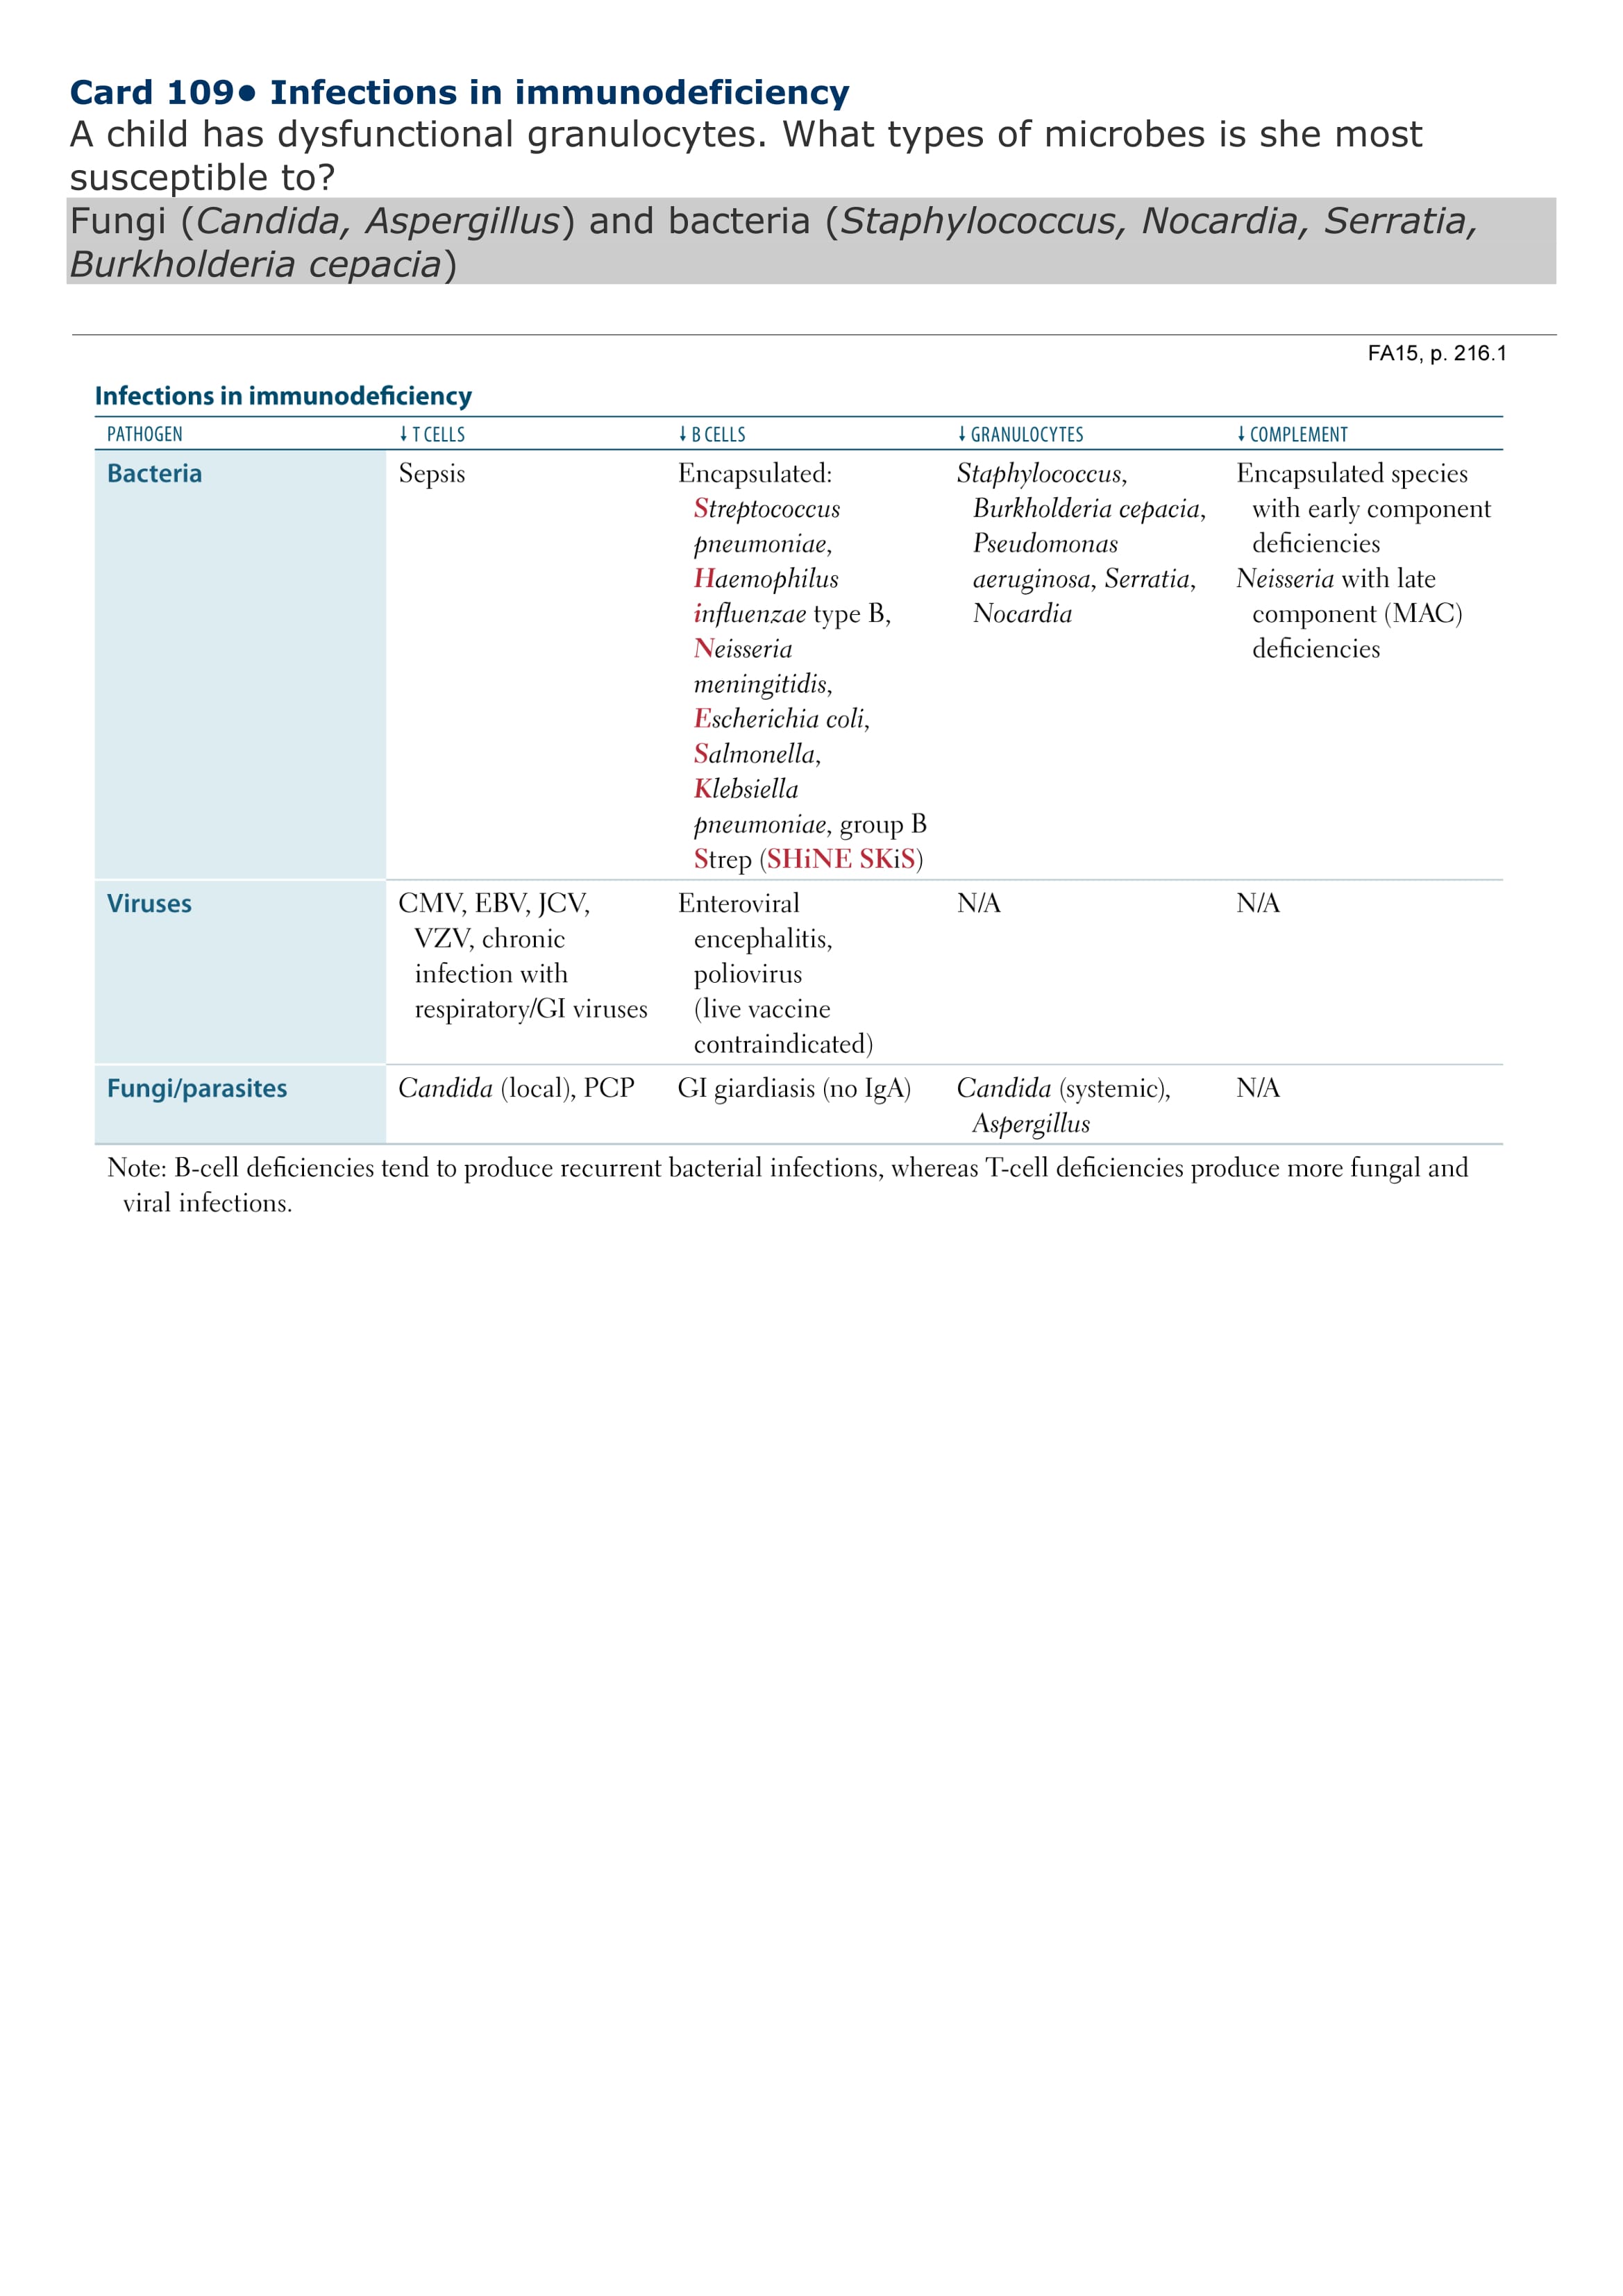 Card 109• Infections in immunodeficiency
A child has dysfunctional granulocytes. What types of microbes is she most
susceptible to?
Fungi (Candida, Aspergillus) and bacteria (Staphylococcus, Nocardia, Serratia,
Burkholderia cepacia)
FA15, p. 216.1
Infections in immunodeficiency
PATHOGEN ↓ T CELLS ↓ B CELLS ↓ GRANULOCYTES ↓ COMPLEMENT
Bacteria Sepsis Encapsulated: Staphylococcus, Encapsulated species
Streptococcus Burkholderia cepacia, with early component
pneumoniae, Pseudomonas deficiencies
Haemophilus aeruginosa, Serratia, Neisseria with late
influenzae type B, Nocardia component (MAC)
Neisseria deficiencies
meningitidis,
Escherichia coli,
Salmonella,
Klebsiella
pneumoniae, group B
Strep (SHiNE SKiS)
Viruses CMV, EBV, JCV, Enteroviral N/A N/A
VZV, chronic encephalitis,
infection with poliovirus
respiratory/GI viruses (live vaccine
contraindicated)
Fungi/parasites Candida (local), PCP GI giardiasis (no IgA) Candida (systemic), N/A
Aspergillus
Note: B-cell deficiencies tend to produce recurrent bacterial infections, whereas T-cell deficiencies produce more fungal and
viral infections.